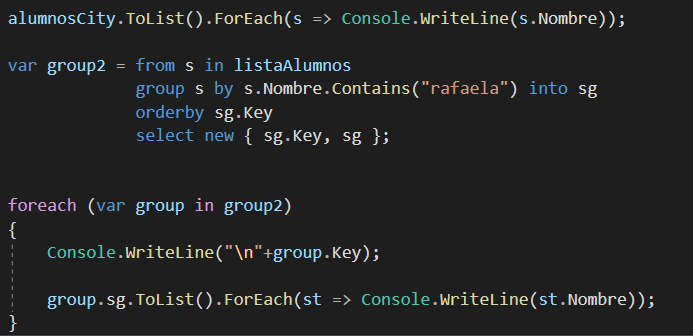 alumnosCity.ToList().ForEach(s => Console.WriteLine(s.Nombre));
var group2 = from s in listaAlumnos
group s by s.Nombre.Contains("rafaela") into sg
orderby sg.Key
select new { sg.Key, sg };
foreach (var group in group2)
{
Console.WriteLine("\n"+group.Key);
group.sg.ToList().ForEach(st => Console.WriteLine(st.Nombre));
}